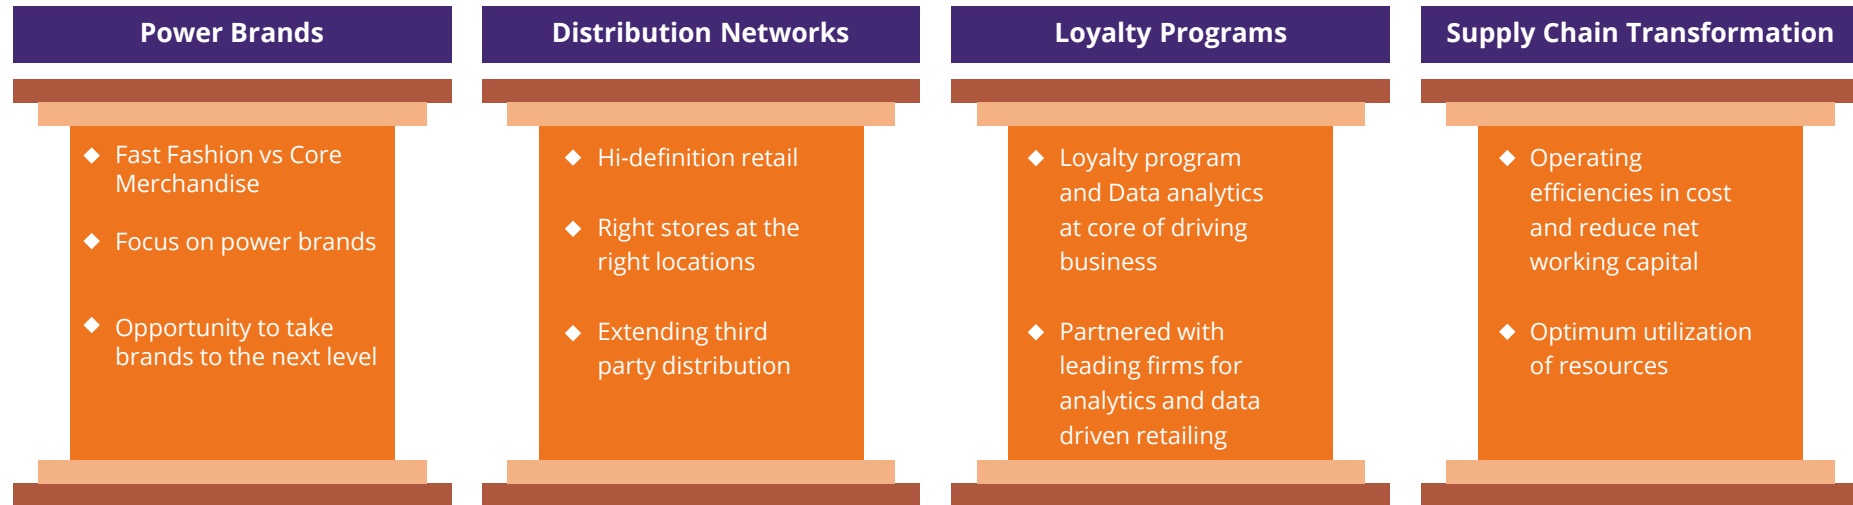 Power Brands
Fast Fashion vs Core
Merchandise
Focus on power brands
Opportunity to take
brands to the next level
Distribution Networks
Hi-definition retail
Right stores at the
right locations
Extending third
party distribution
Loyalty Programs
Loyalty program
and Data analytics
at core of driving
business
Partnered with
leading firms for
analytics and data
driven retailing
Supply Chain Transformation
Operating
efficiencies in cost
and reduce net
working capital
Optimum utilization
of resources